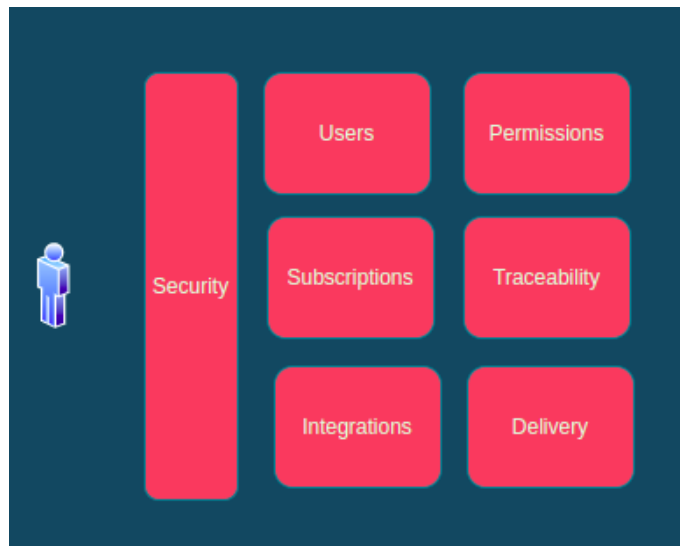 Users
Permissions
Security
Subscriptions
Traceability
Integrations
Delivery